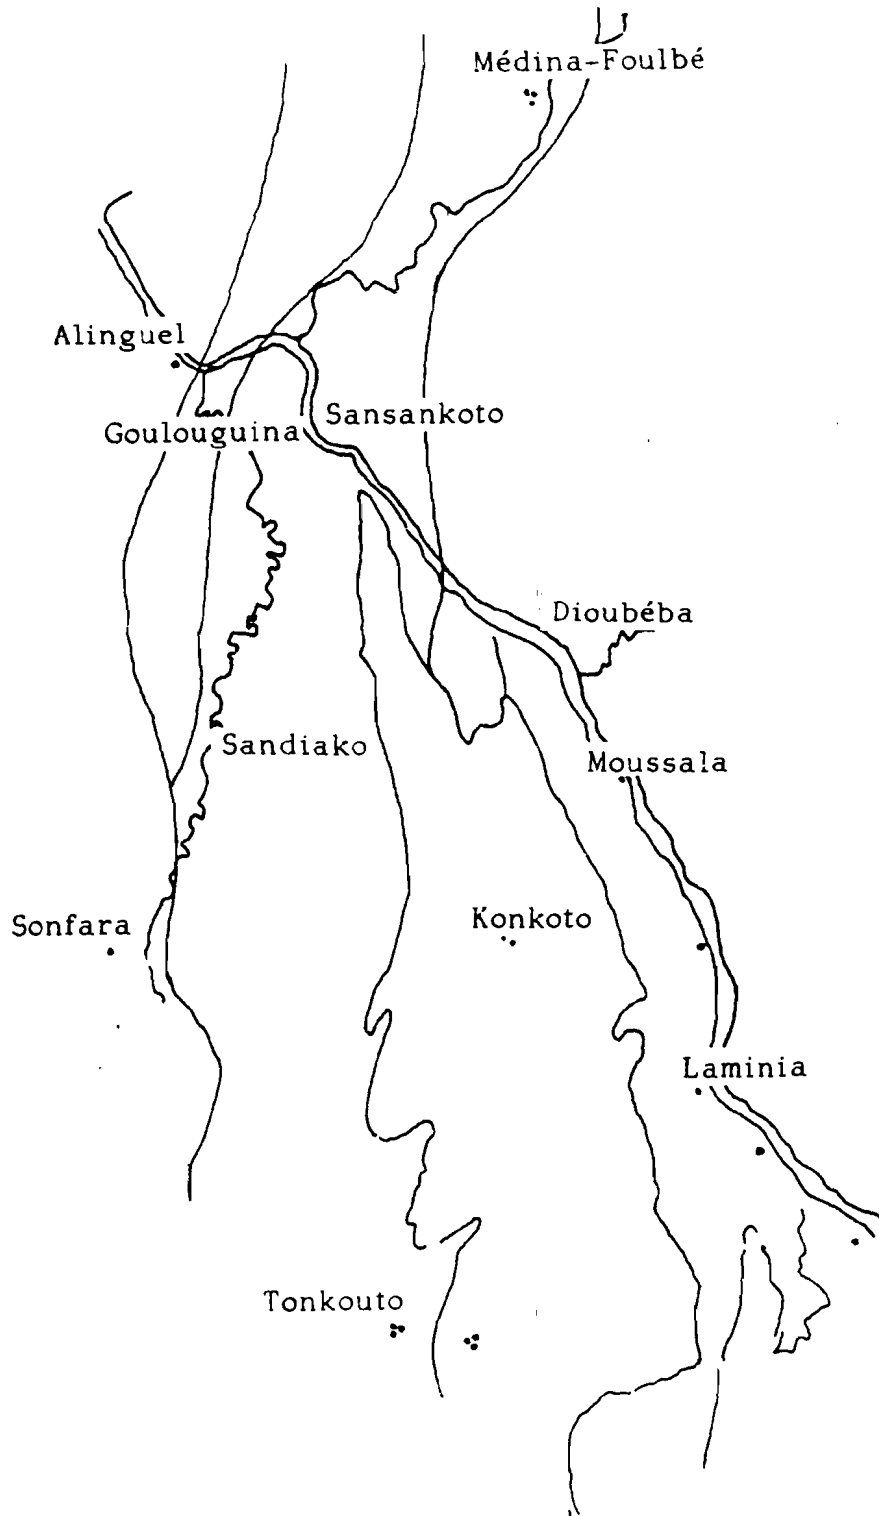 Médina-Foulbé
Alinguel
Sansankoto
Goulouguina
Dioubéba
Sandiako
Moussala
Sonfara
Konkoto
Laminia
Tonkouto